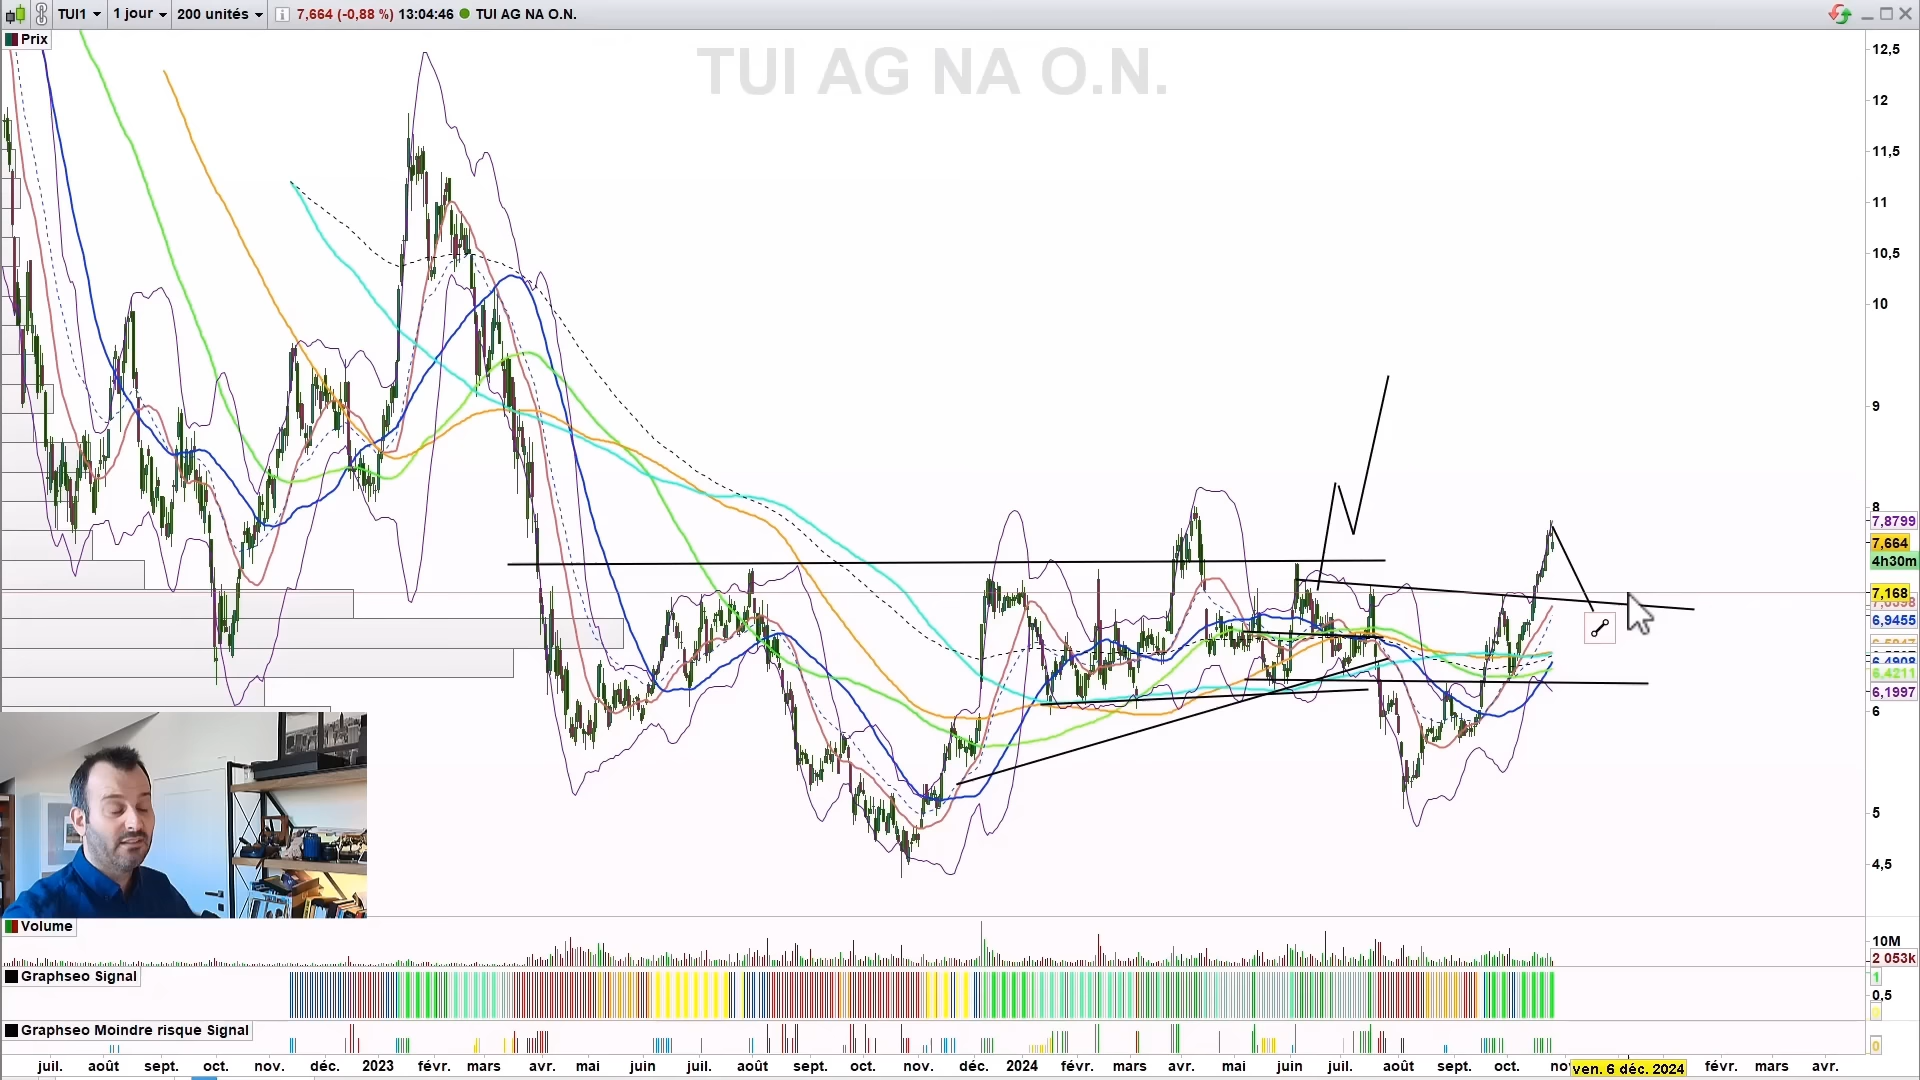 TUI1 1 jour 200 unités 7,664 (-0,88 %) 13:04:46 TUI AG NA O.N.
Prix
TUI AG NA O.N.
12,5
12
11,5
11
10,5
10
9
8
7,8799
7,664
4h30m
7,168
6,9455
6,4908
6,4211
6,1997
6
5
4,5
Volume
10M
2 053k
Graphseo Signal
1
0,5
0
Graphseo Moindre risque Signal
0
juil. août sept. oct. nov. déc. 2023 févr. mars avr. mai juin juil. août sept. oct. nov. déc. 2024 févr. mars avr. mai juin juil. août sept. oct. ven. 6 déc. 2024 févr. mars avr.